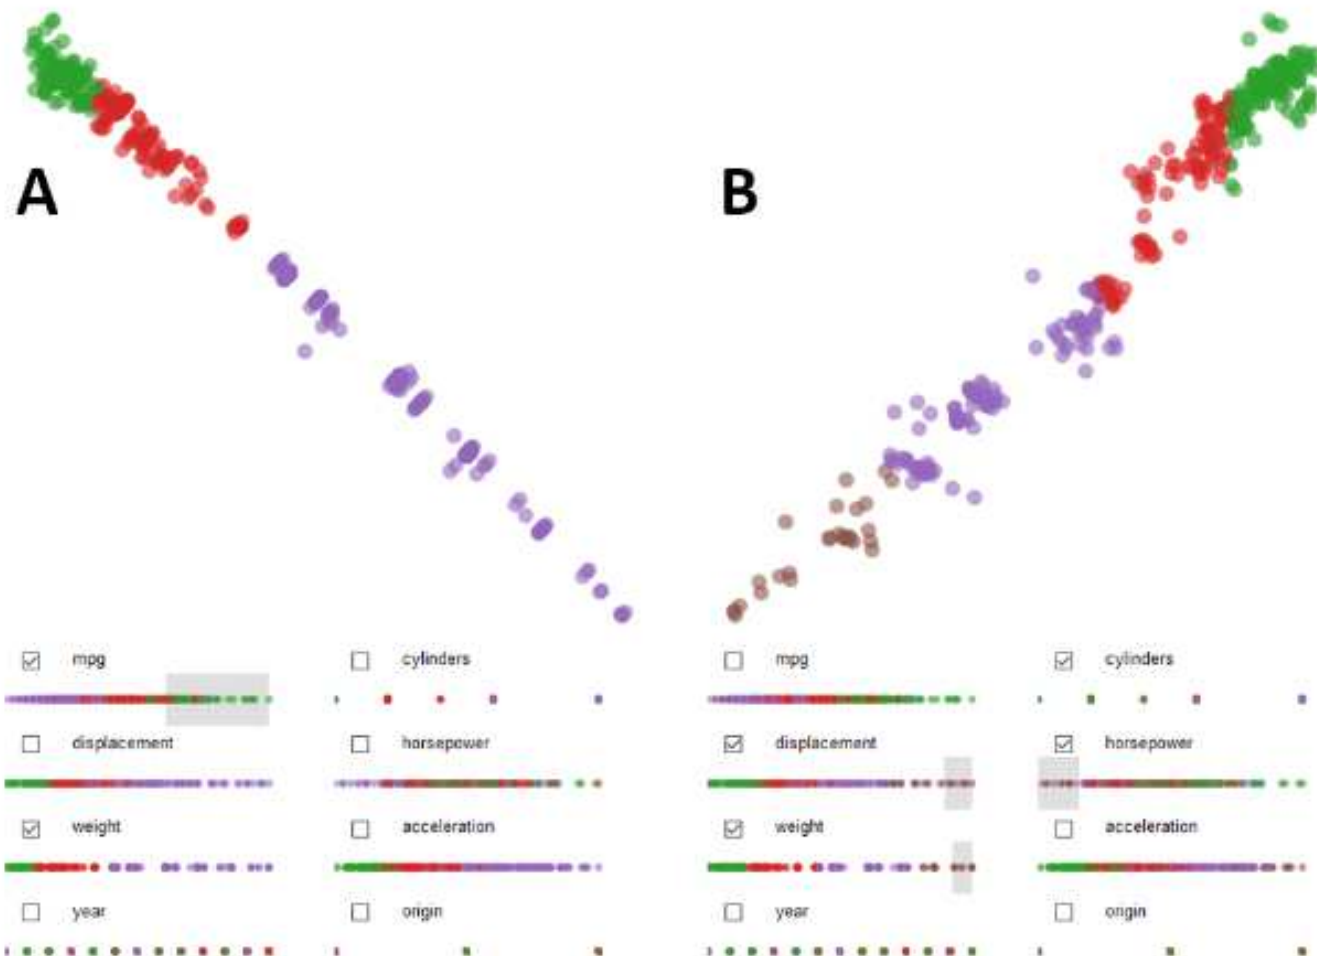 A B
mpg cylinders mpg cylinders
displacement horsepower displacement horsepower
weight acceleration weight acceleration
year origin year origin